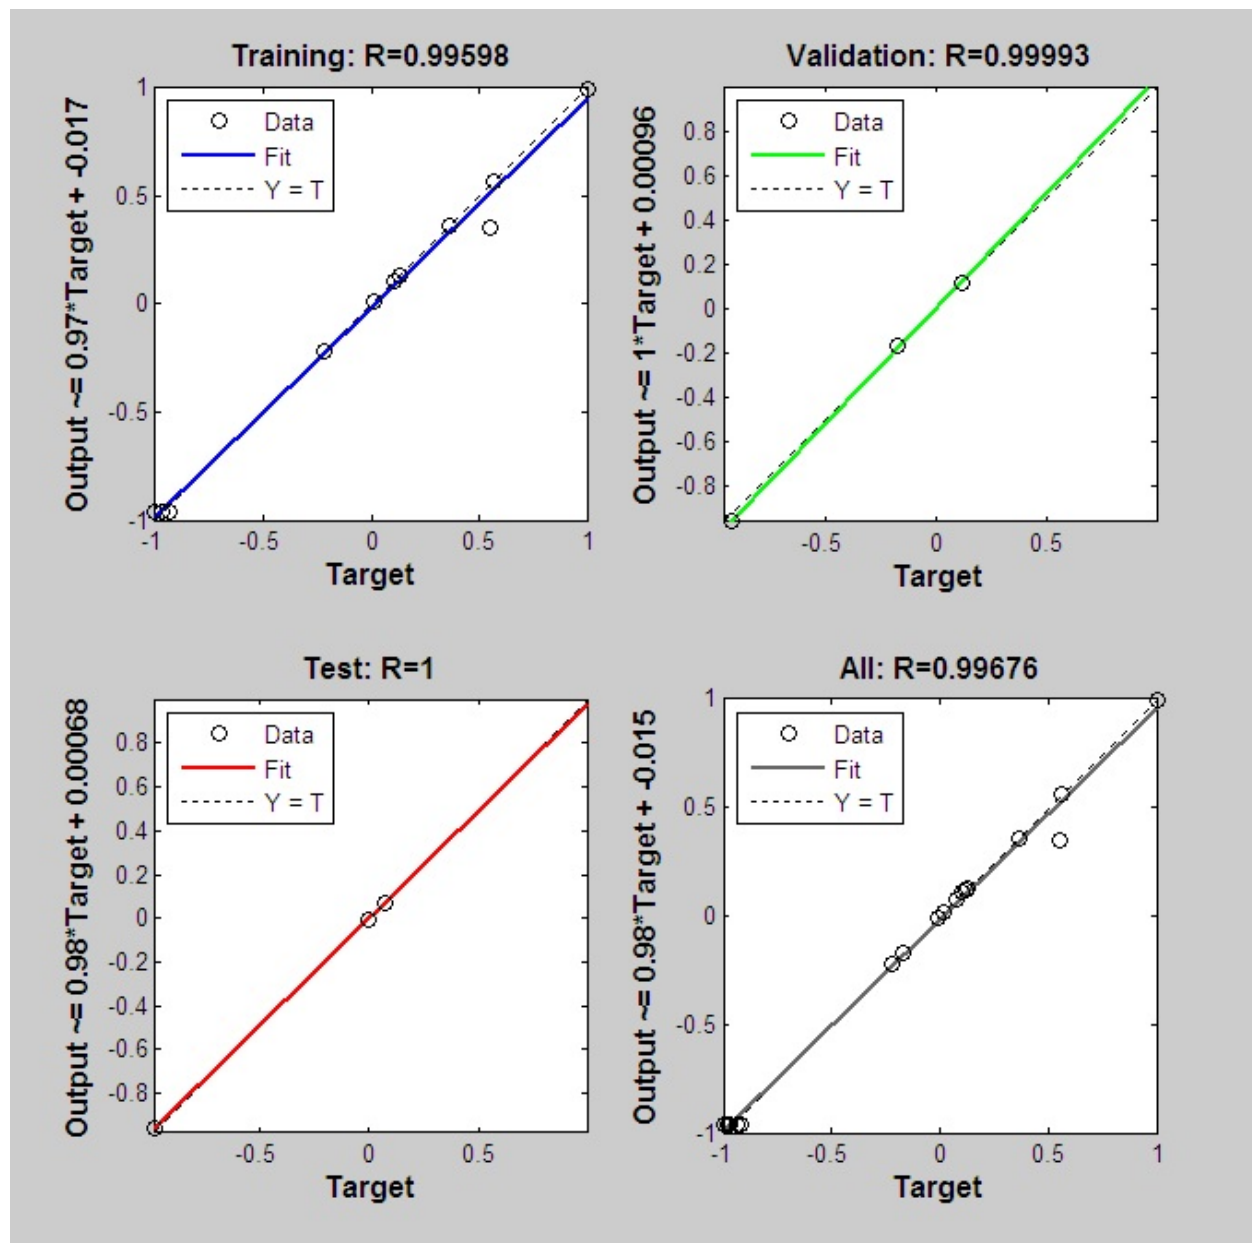 Training: R=0.99598
Output ~= 0.97*Target + -0.017
1
0.5
0
-0.5
-1
Data
Fit
Y = T
-1
-0.5
0
0.5
1
Target
Validation: R=0.99993
Output ~= 1*Target + 0.00096
0.8
0.6
0.4
0.2
0
-0.2
-0.4
-0.6
-0.8
Data
Fit
Y = T
-0.5
0
0.5
Target
Test: R=1
Output ~= 0.98*Target + 0.00068
0.8
0.6
0.4
0.2
0
-0.2
-0.4
-0.6
-0.8
Data
Fit
Y = T
-0.5
0
0.5
Target
All: R=0.99676
Output ~= 0.98*Target + -0.015
1
0.5
0
-0.5
-1
Data
Fit
Y = T
-1
-0.5
0
0.5
1
Target